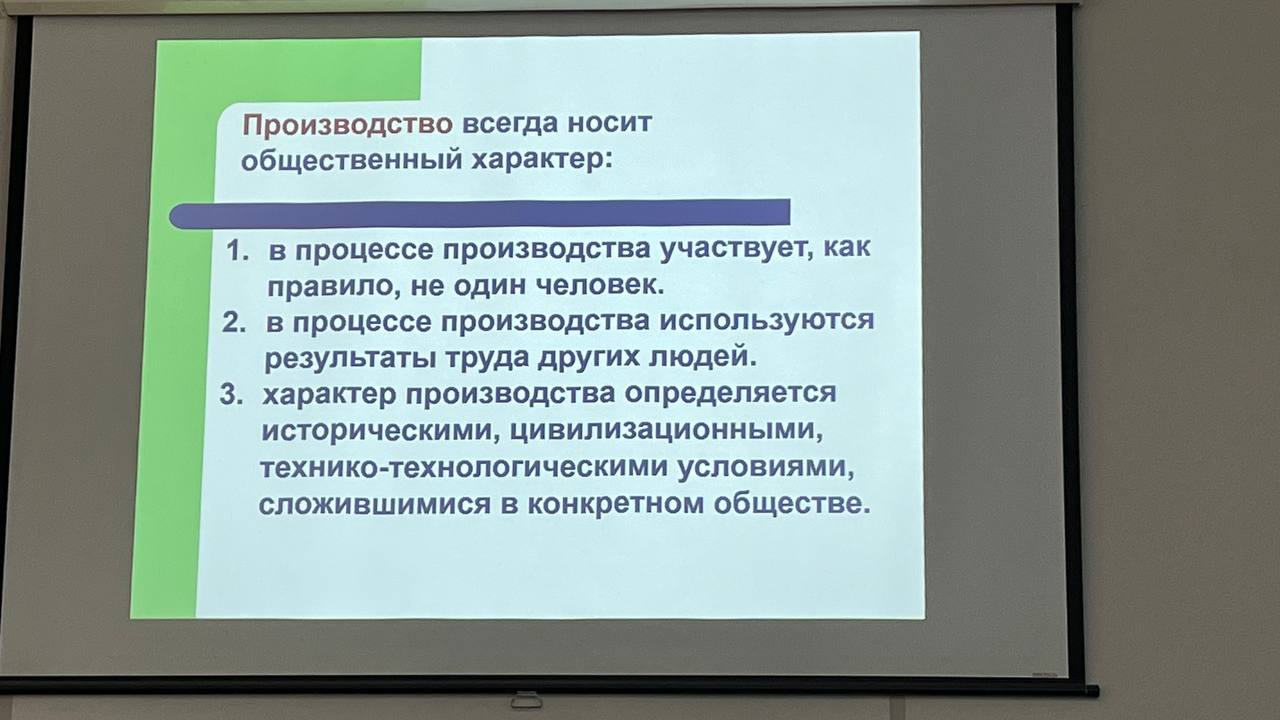 Производство всегда носит
общественный характер:
1. в процессе производства участвует, как
правило, не один человек.
2. в процессе производства используются
результаты труда других людей.
3. характер производства определяется
историческими, цивилизационными,
технико-технологическими условиями,
сложившимися в конкретном обществе.